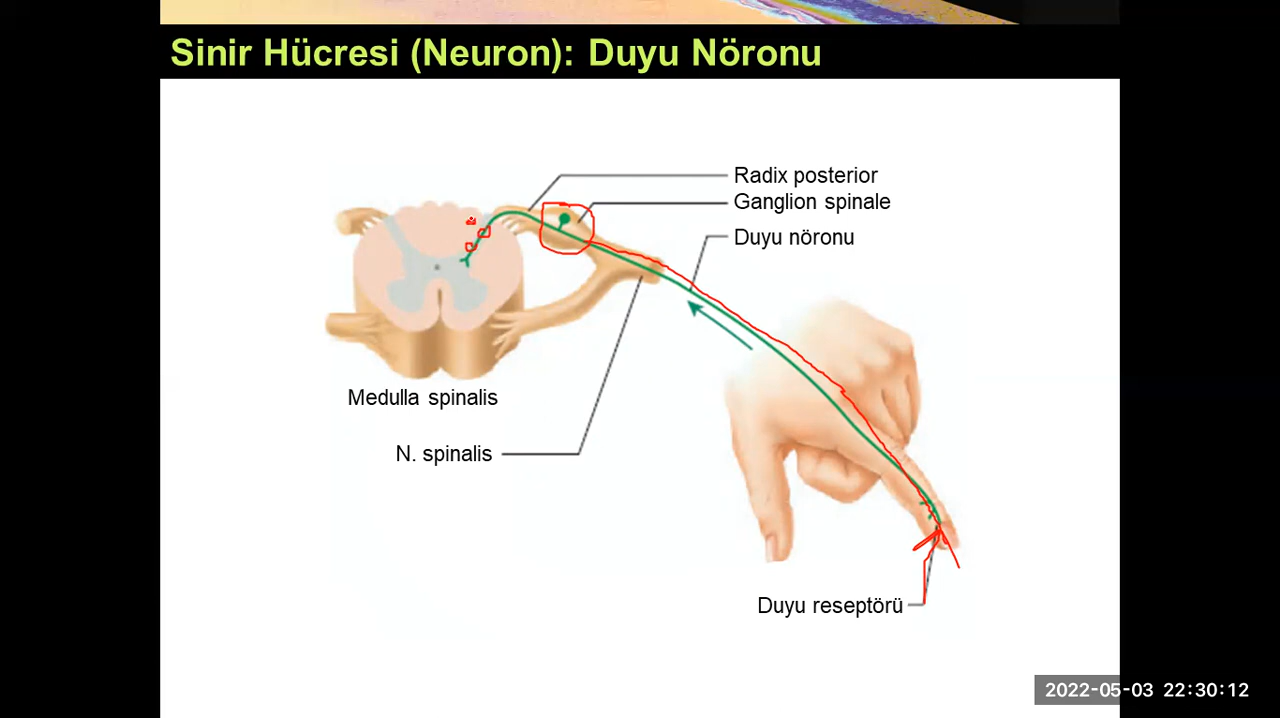 Sinir Hücresi (Neuron): Duyu Nöronu
Radix posterior
Ganglion spinale
Duyu nöronu
Medulla spinalis
N. spinalis
Duyu reseptörü
2022-05-03 22:30:12